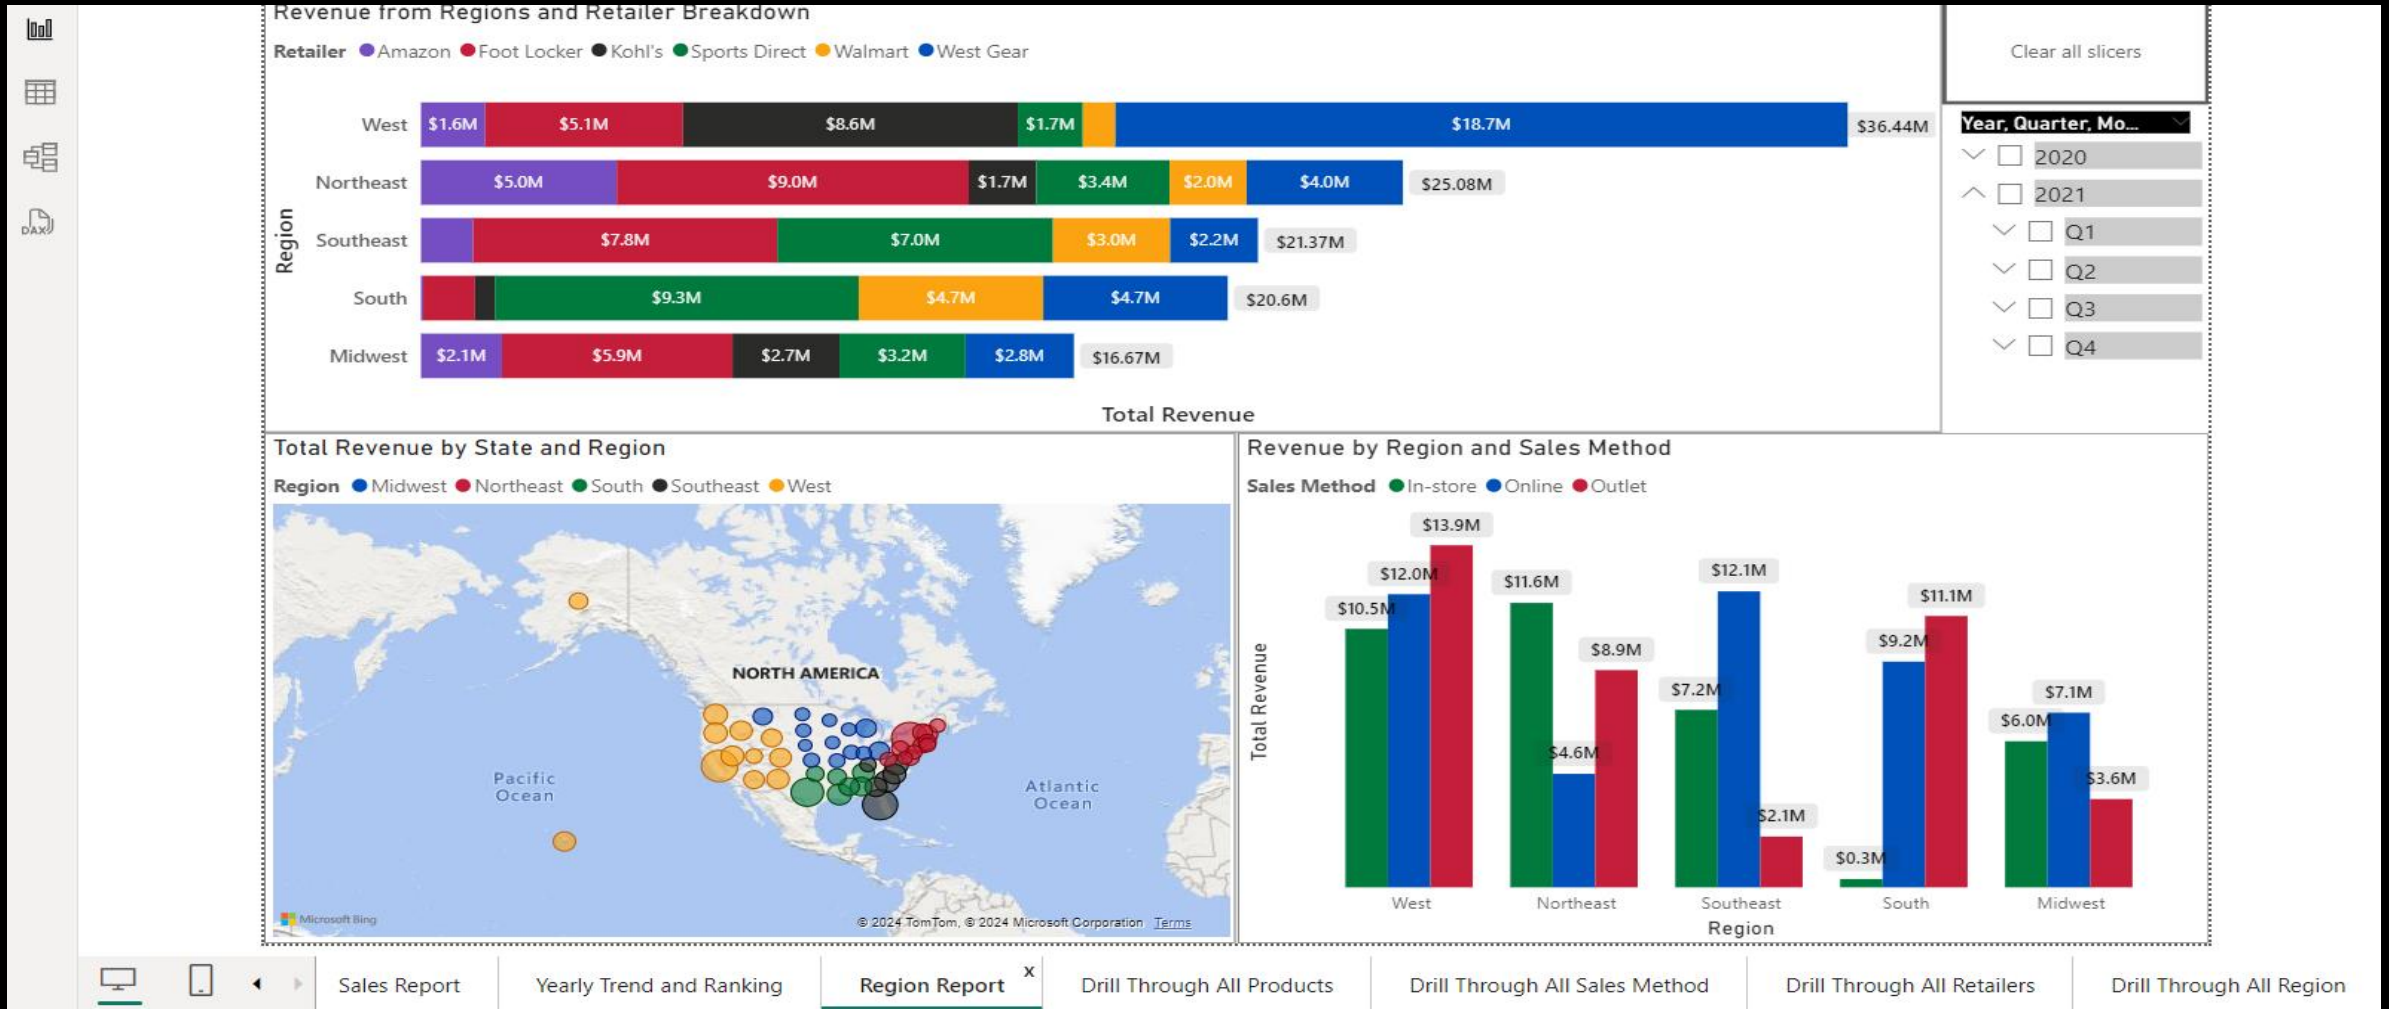 Revenue from Regions and Retailer Breakdown
Retailer Amazon Foot Locker Kohl's Sports Direct Walmart West Gear
Clear all slicers
Region
West $1.6M $5.1M $8.6M $1.7M $18.7M $36.44M
Northeast $5.0M $9.0M $1.7M $3.4M $2.0M $4.0M $25.08M
Southeast $7.8M $7.0M $3.0M $2.2M $21.37M
South $9.3M $4.7M $4.7M $20.6M
Midwest $2.1M $5.9M $2.7M $3.2M $2.8M $16.67M
Total Revenue
Year, Quarter, Mo...
2020
2021
Q1
Q2
Q3
Q4
DAX
Total Revenue by State and Region
Region Midwest Northeast South Southeast West
NORTH AMERICA
Pacific
Ocean
Atlantic
Ocean
Microsoft Bing
© 2024 TomTom, © 2024 Microsoft Corporation Terms
Revenue by Region and Sales Method
Sales Method In-store Online Outlet
Total Revenue
$10.5M $12.0M $13.9M
$11.6M $4.6M $8.9M
$7.2M $12.1M $2.1M
$0.3M $9.2M $11.1M
$6.0M $7.1M $3.6M
West Northeast Southeast South Midwest
Region
Sales Report Yearly Trend and Ranking Region Report x Drill Through All Products Drill Through All Sales Method Drill Through All Retailers Drill Through All Region